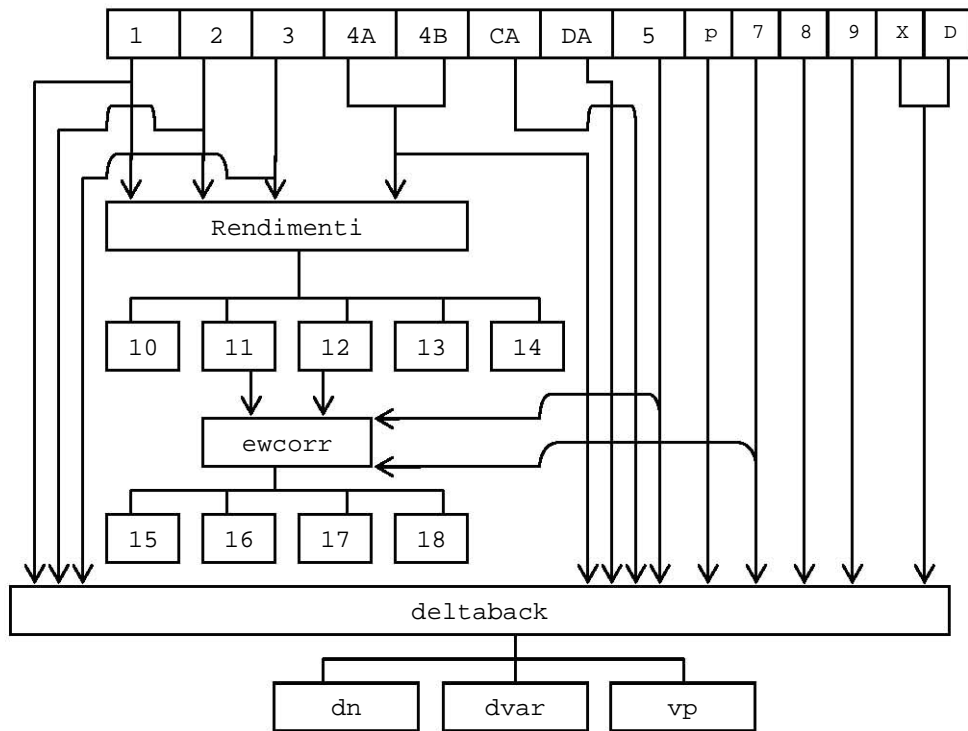 1 2 3 4A 4B CA DA 5 p 7 8 9 X D
Rendimenti
10 11 12 13 14
ewcorr
15 16 17 18
deltaback
dn dvar vp